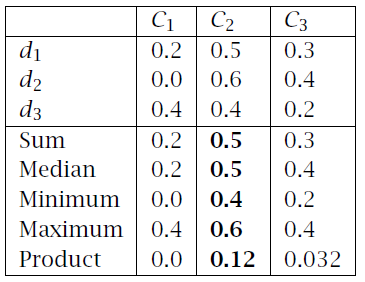 C₁ C₂ C₃
d₁ 0.2 0.5 0.3
d₂ 0.0 0.6 0.4
d₃ 0.4 0.4 0.2
Sum 0.2 0.5 0.3
Median 0.2 0.5 0.4
Minimum 0.0 0.4 0.2
Maximum 0.4 0.6 0.4
Product 0.0 0.12 0.032